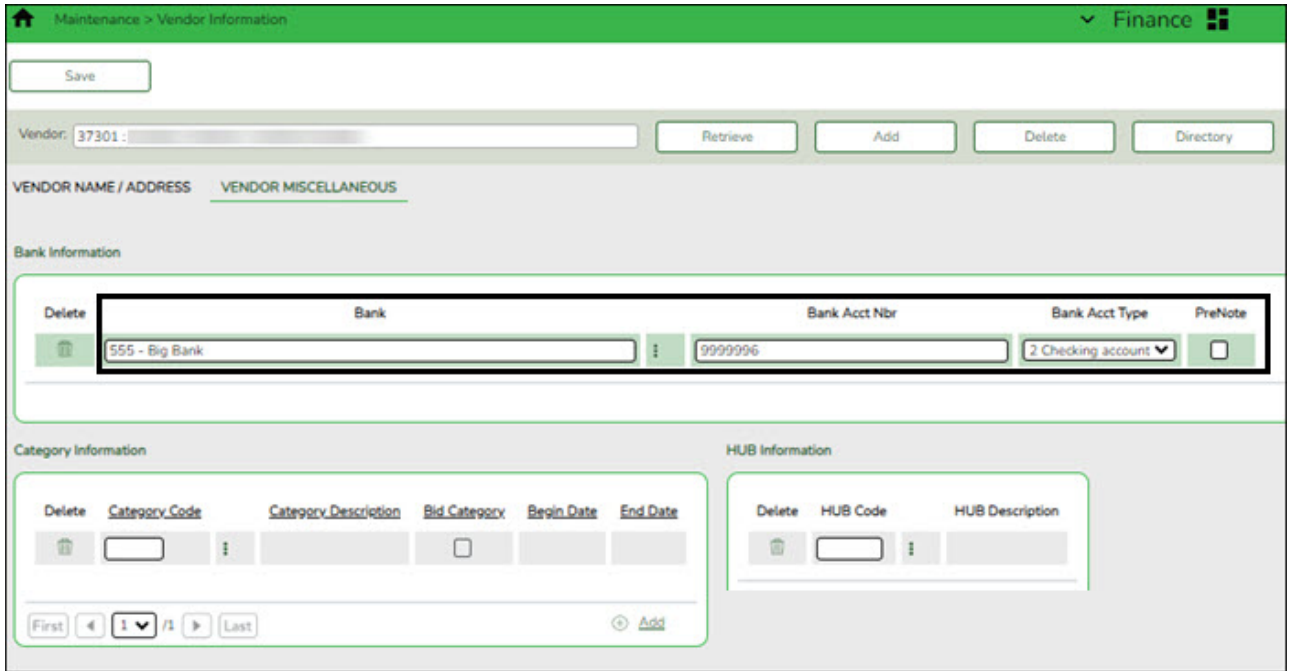 Maintenance > Vendor Information Finance
Save
Vendor: 37301 : Retrieve Add Delete Directory
VENDOR NAME / ADDRESS VENDOR MISCELLANEOUS
Bank Information
Delete Bank Bank Acct Nbr Bank Acct Type PreNote
555 - Big Bank 9999996 2 Checking account
Category Information HUB Information
Delete Category Code Category Description Bid Category Begin Date End Date Delete HUB Code HUB Description
First 1 /1 Last Add